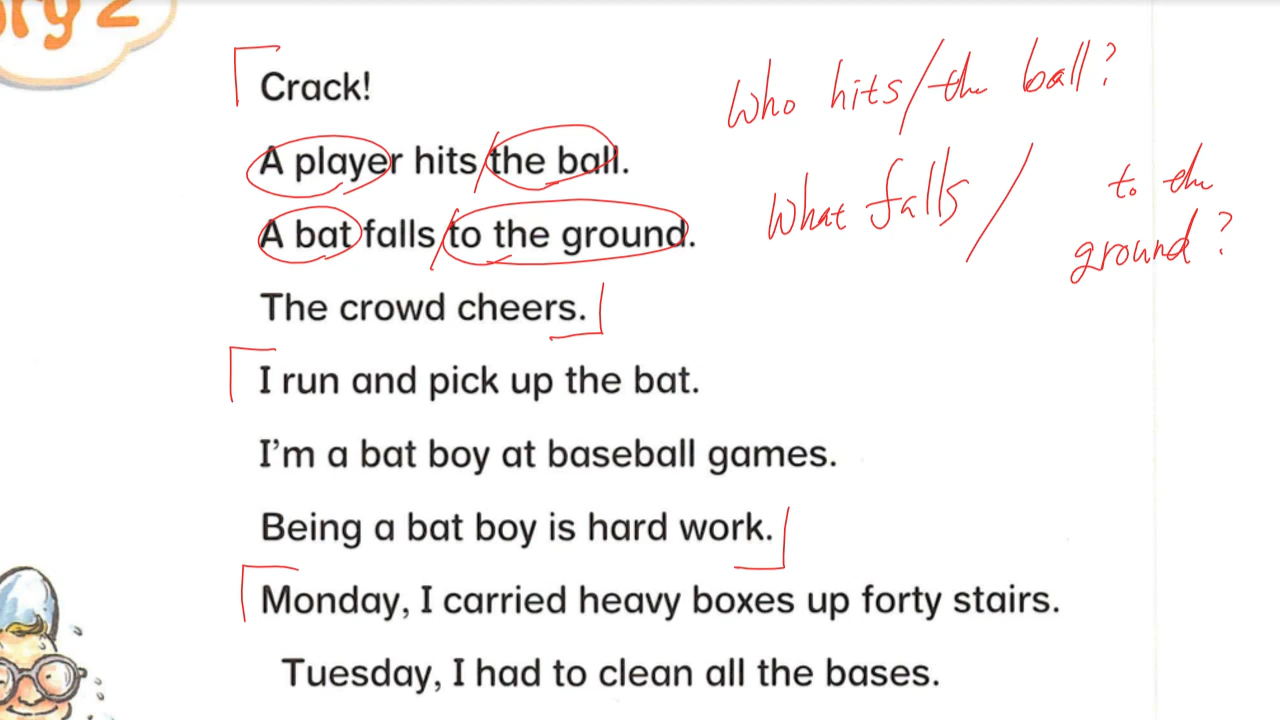 ry 2
Crack!
Who hits/the ball?
A player hits /the ball.
A bat falls /to the ground.
What falls / to the
ground?
The crowd cheers.
I run and pick up the bat.
I'm a bat boy at baseball games.
Being a bat boy is hard work.
Monday, I carried heavy boxes up forty stairs.
Tuesday, I had to clean all the bases.